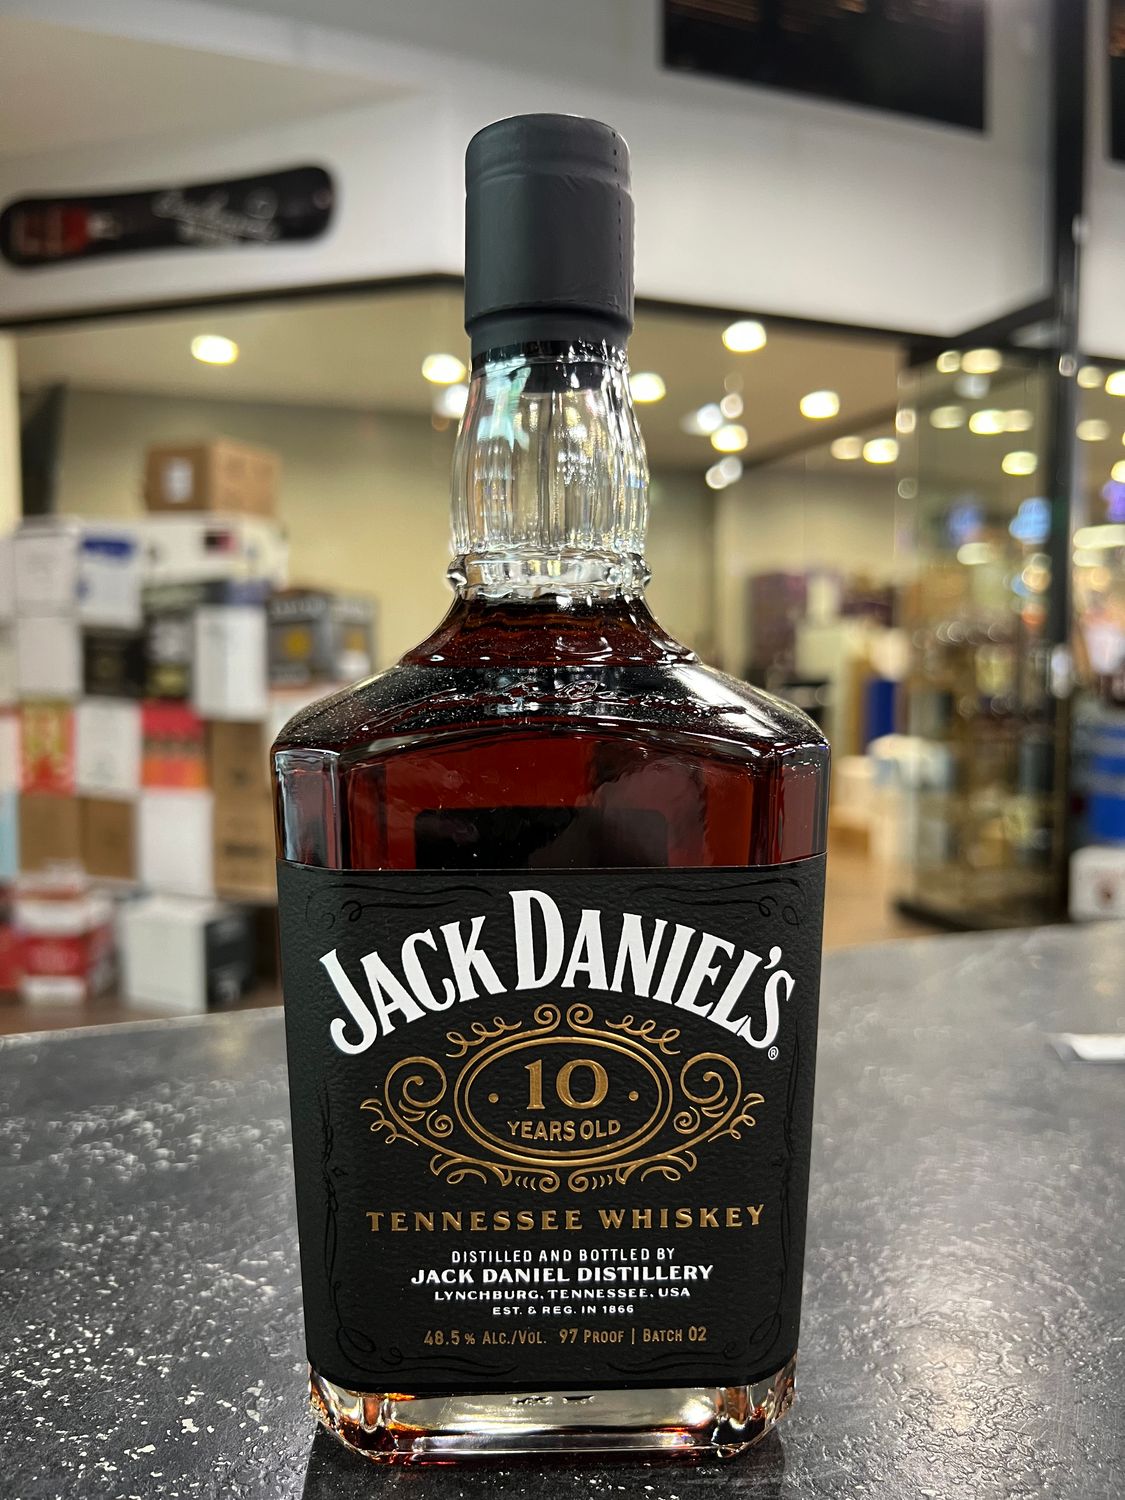 JACK DANIEL'S®
10
YEARS OLD
TENNESSEE WHISKEY
DISTILLED AND BOTTLED BY
JACK DANIEL DISTILLERY
LYNCHBURG, TENNESSEE, USA
EST. & REG. IN 1866
48.5% ALC./VOL. 97 PROOF | BATCH 02